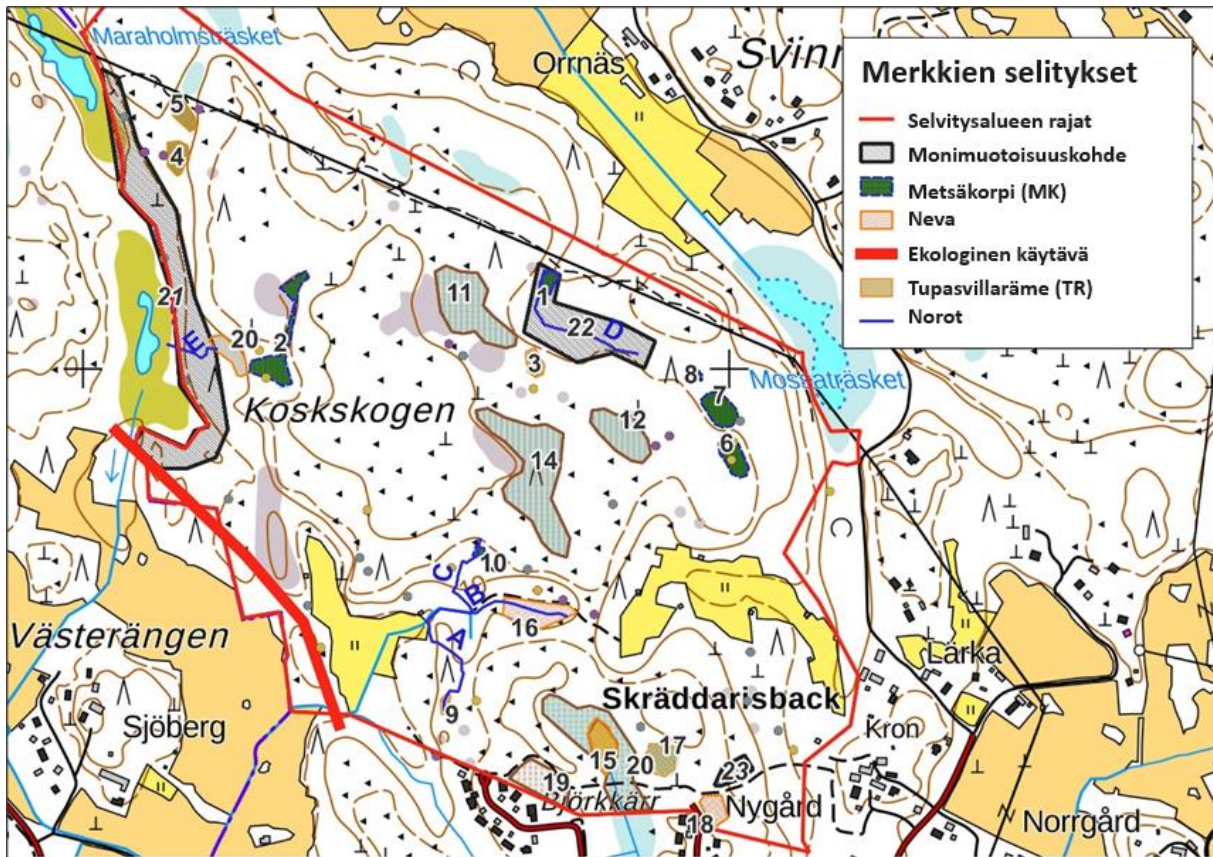 Maraholmsträsket
Orrnäs
Svinn
Merkkien selitykset
Selvitysalueen rajat
Monimuotoisuuskohde
Metsäkorpi (MK)
Neva
Ekologinen käytävä
Tupasvillaräme (TR)
Norot
5
4
21
E
20
2
11
1
22
D
3
8
7
6
Mossaträsket
Koskskogen
12
14
10
C
B
16
A
9
Västerängen
Sjöberg
Skräddarisback
Lärka
Kron
15
17
20
23
19
Björkkärr
18
Nygård
Norrgård